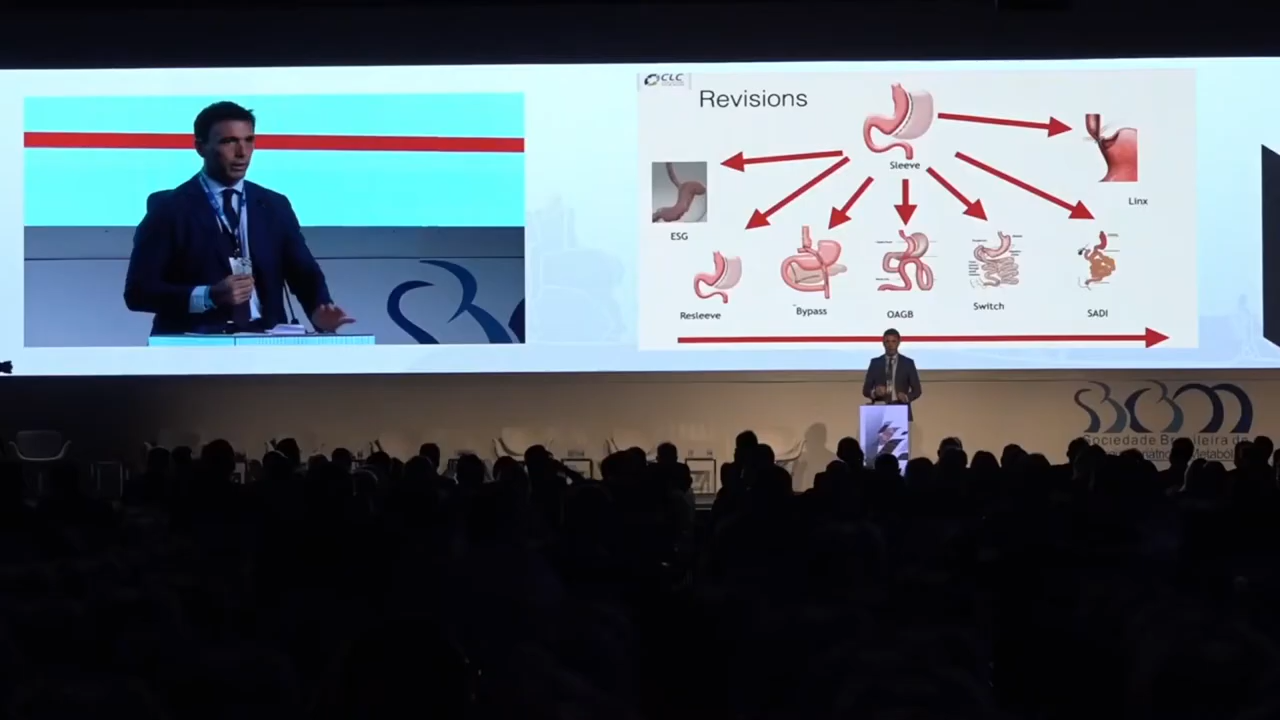 CLC
Revisions
Sleeve
Linx
ESG
Resleeve
Bypass
OAGB
Switch
SADI
Sociedade Brasileira de